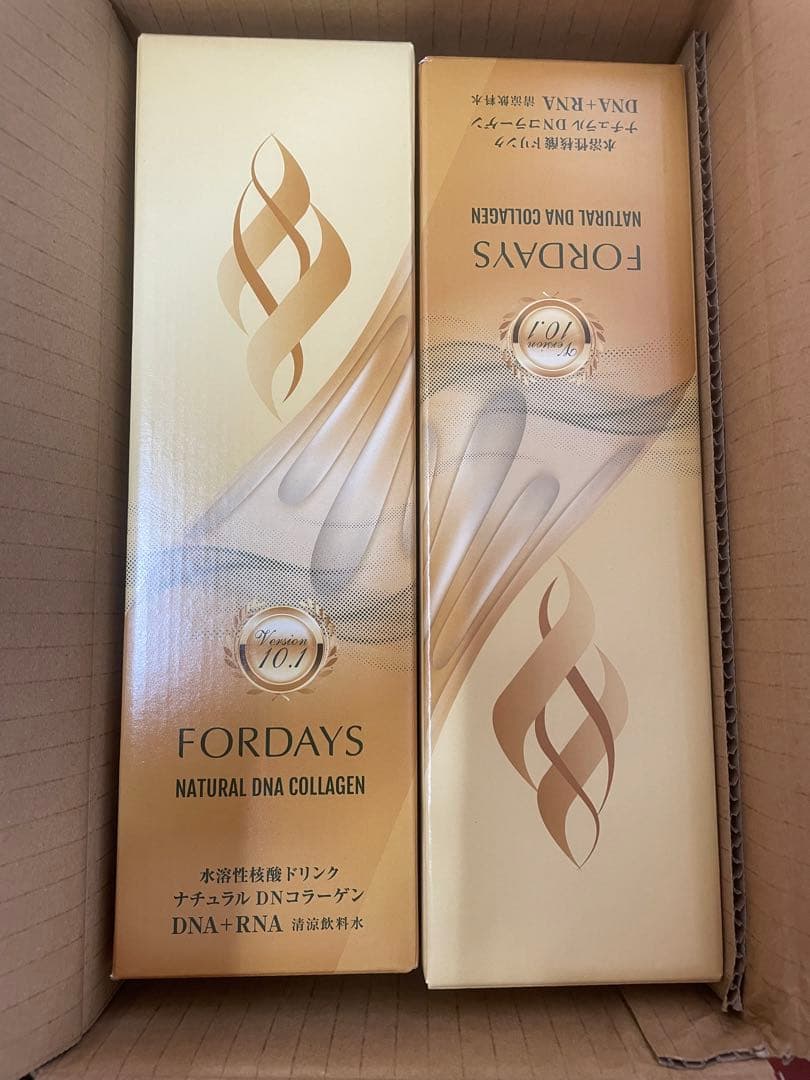 Version
10.1
FORDAYS
NATURAL DNA COLLAGEN
水溶性核酸ドリンク
ナチュラル DNコラーゲン
DNA+RNA 清涼飲料水
水溶性核酸ドリンク
ナチュラル DNコラーゲン
DNA+RNA 清涼飲料水
NATURAL DNA COLLAGEN
FORDAYS
Version
10.1